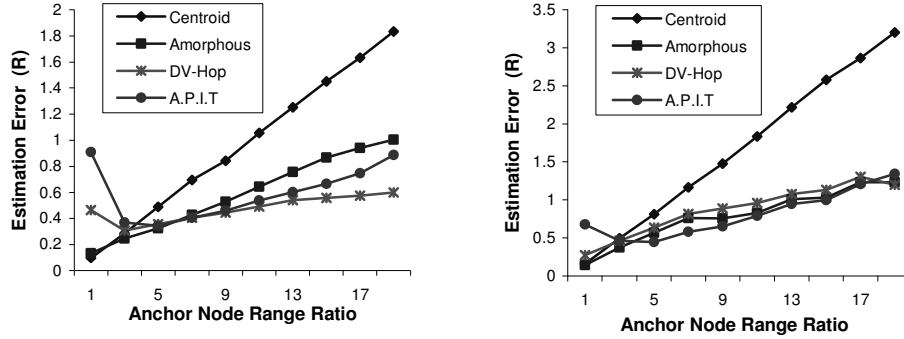 Estimation Error (R)
2
1.8
1.6
1.4
1.2
1
0.8
0.6
0.4
0.2
0
Centroid
Amorphous
DV-Hop
A.P.I.T
1 5 9 13 17
Anchor Node Range Ratio
Estimation Error (R)
3.5
3
2.5
2
1.5
1
0.5
0
Centroid
Amorphous
DV-Hop
A.P.I.T
1 5 9 13 17
Anchor Node Range Ratio